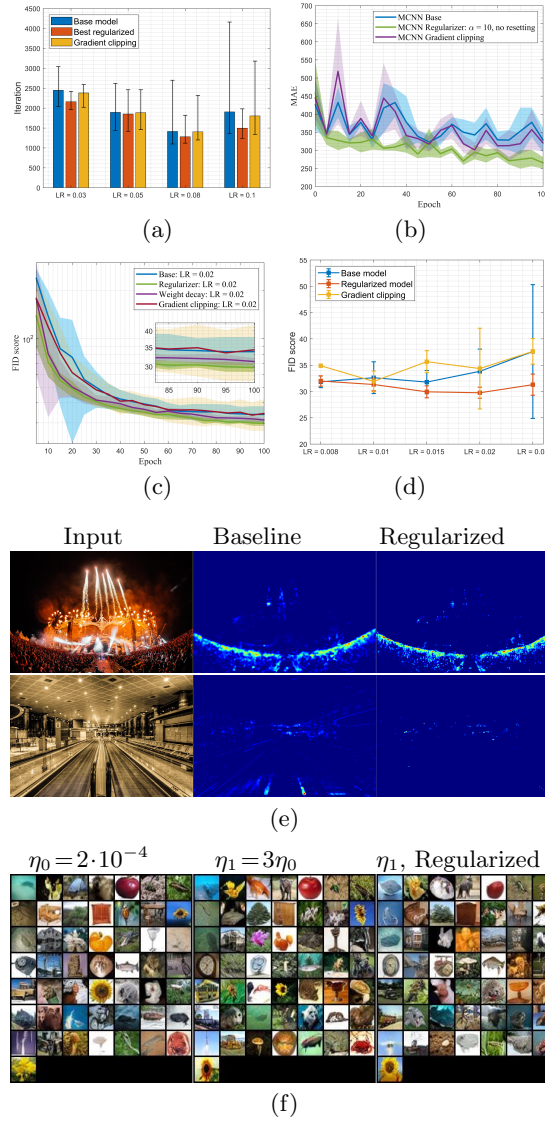 4500
4000
3500
3000
2500
2000
1500
1000
500
0
Iteration
Base model
Best regularized
Gradient clipping
LR = 0.03 LR = 0.05 LR = 0.08 LR = 0.1
(a)
450
400
350
300
250
200
MAE
MCNN Base
MCNN Regularizer: α = 10, no resetting
MCNN Gradient clipping
700
650
600
550
500
0 20 40 60 80 100
Epoch
(b)
FID score
10²
Base: LR = 0.02
Regularizer: LR = 0.02
Weight decay: LR = 0.02
Gradient clipping: LR = 0.02
40
35
30
85 90 95 100
10 20 30 40 50 60 70 80 90 100
Epoch
(c)
55
50
45
40
35
30
25
20
FID score
Base model
Regularized model
Gradient clipping
LR = 0.008 LR = 0.01 LR = 0.015 LR = 0.02 LR = 0.0
(d)
Input Baseline Regularized
(e)
η₀=2·10⁻⁴ η₁=3η₀ η₁, Regularized
(f)